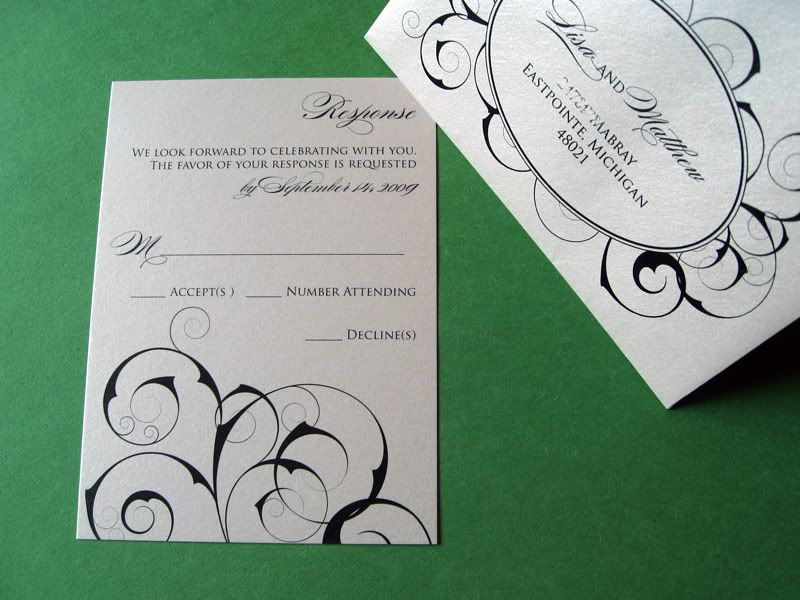 Response
WE LOOK FORWARD TO CELEBRATING WITH YOU.
THE FAVOR OF YOUR RESPONSE IS REQUESTED
by September 14, 2009
M
ACCEPT(S ) NUMBER ATTENDING
DECLINE(S)
Lisa AND Matthew
MABRAY
EASTPOINTE, MICHIGAN
48021